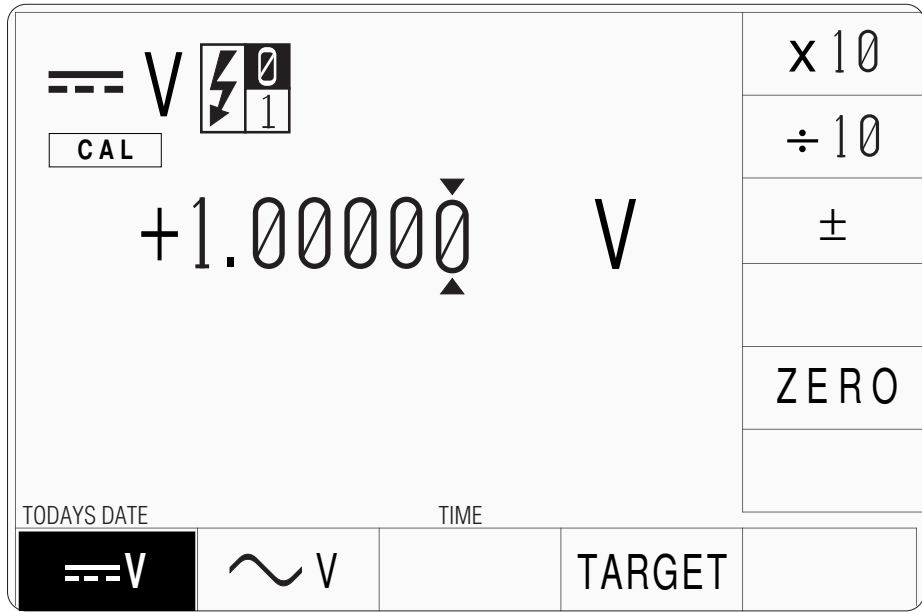 V 0
1
CAL
+1.00000 V
x10
÷10
±
ZERO
TODAYS DATE TIME
V
V
TARGET